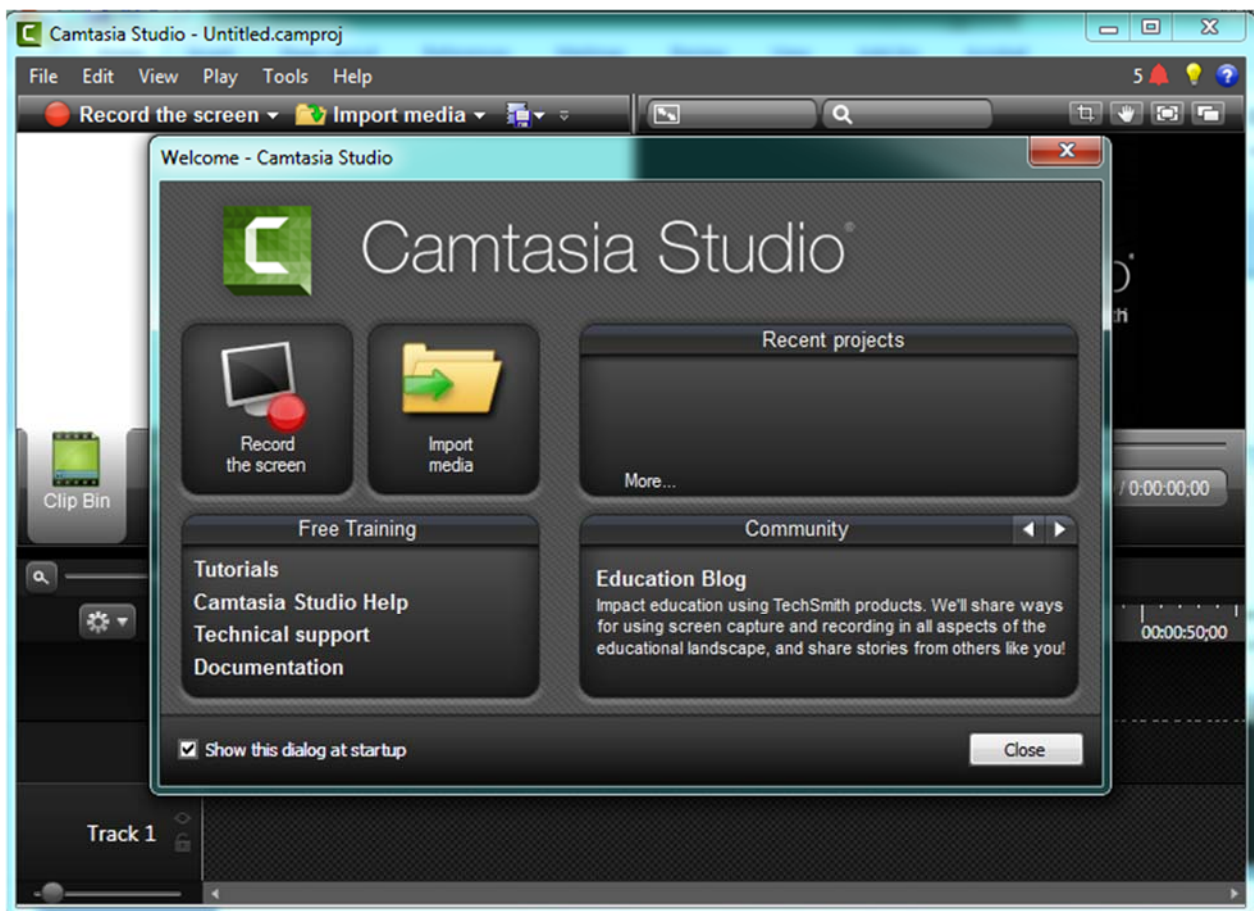 Camtasia Studio - Untitled.camproj
File Edit View Play Tools Help 5
Record the screen Import media
Welcome - Camtasia Studio
Camtasia Studio®
Record
the screen
Import
media
Recent projects
More...
Clip Bin
/ 0:00:00;00
Free Training
Tutorials
Camtasia Studio Help
Technical support
Documentation
Community
Education Blog
Impact education using TechSmith products. We'll share ways
for using screen capture and recording in all aspects of the
educational landscape, and share stories from others like you!
00:00:50;00
Show this dialog at startup
Close
Track 1